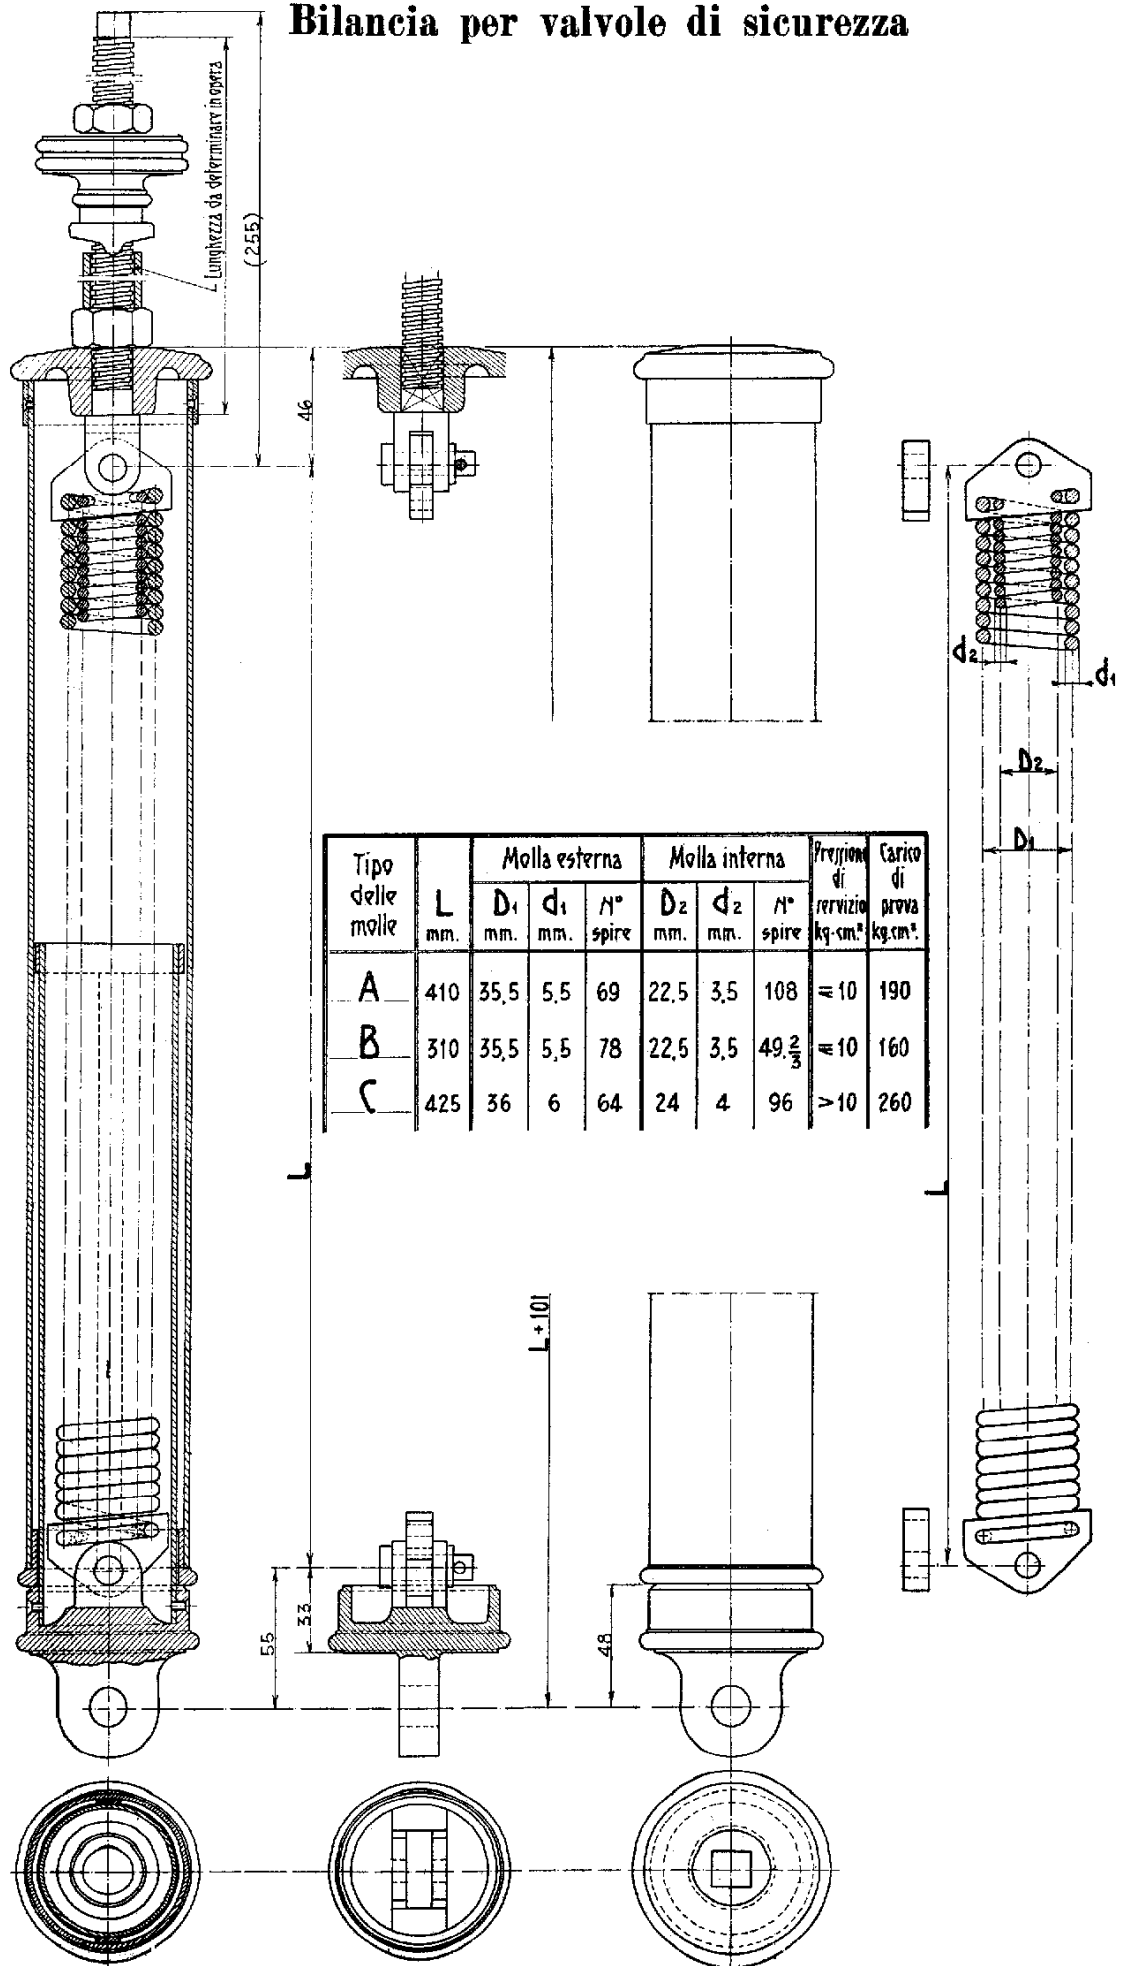 Bilancia per valvole di sicurezza
L Lunghezza da determinare in opera
(255)
46
d2
d1
D2
D1
Tipo delle molle | L mm. | Molla esterna | Molla interna | Pressione di servizio kg.cm². | Carico di prova kg.cm².
D1 mm. | d1 mm. | N° spire | D2 mm. | d2 mm. | N° spire
A 410 35,5 5,5 69 22,5 3,5 108 = 10 190
B 310 35,5 5,5 78 22,5 3,5 49.2/3 = 10 160
C 425 36 6 64 24 4 96 >10 260
L
L
L+101
55
33
48